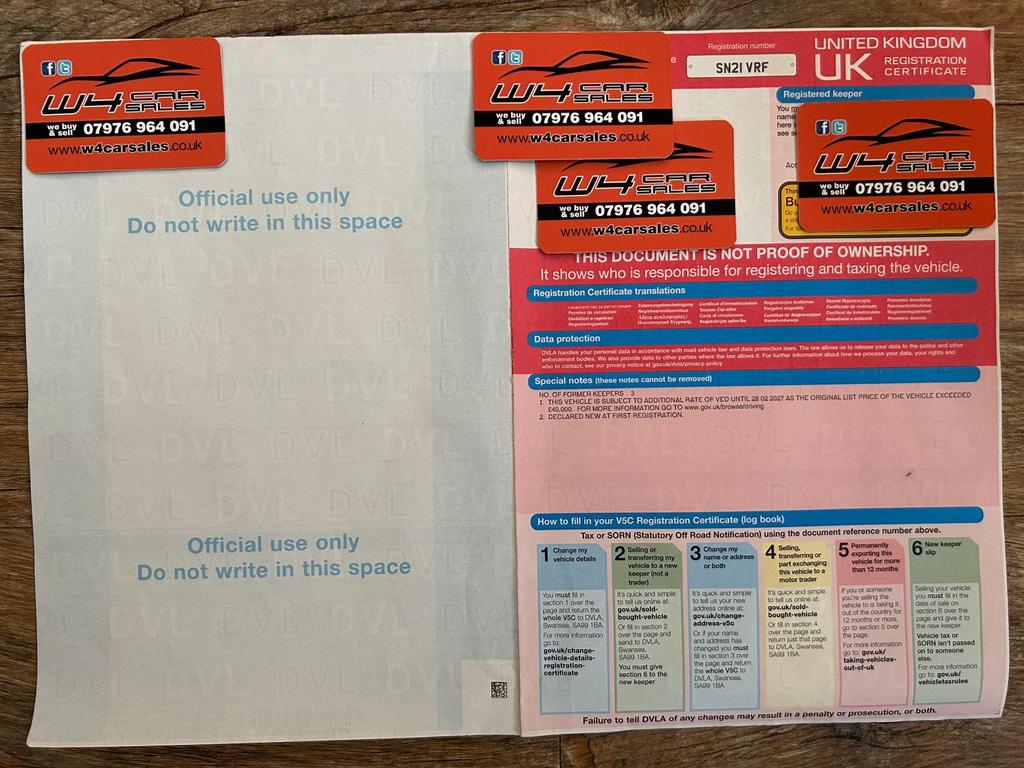 W4 CAR
SALES
we buy
& sell 07976 964 091
www.w4carsales.co.uk
Official use only
Do not write in this space
Official use only
Do not write in this space
W4 CAR
SALES
we buy
& sell 07976 964 091
www.w4carsales.co.uk
Registration number
SN21 VRF
UNITED KINGDOM
UK REGISTRATION
CERTIFICATE
Registered keeper
name
here
W4 CAR
SALES
we buy
& sell 07976 964 091
www.w4carsales.co.uk
W4 CAR
SALES
we buy
& sell 07976 964 091
www.w4carsales.co.uk
THIS DOCUMENT IS NOT PROOF OF OWNERSHIP.
It shows who is responsible for registering and taxing the vehicle.
Registration Certificate translations
Data protection
DVLA handles your personal data in accordance with road vehicle law and data protection laws. The law allows us to release your data to the police and other
enforcement bodies. We also provide data to other parties where the law allows it. For further information about how we process your data, your rights and
who to contact, see our privacy notice at gov.uk/dvla/privacy-policy
Special notes (these notes cannot be removed)
NO. OF FORMER KEEPERS 3
1. THIS VEHICLE IS SUBJECT TO ADDITIONAL RATE OF VED UNTIL 28 02 2027 AS THE ORIGINAL LIST PRICE OF THE VEHICLE EXCEEDED
£40,000. FOR MORE INFORMATION GO TO www.gov.uk/browse/driving
2. DECLARED NEW AT FIRST REGISTRATION.
How to fill in your V5C Registration Certificate (log book)
Tax or SORN (Statutory Off Road Notification) using the document reference number above.
1 Change my
vehicle details
You must fill in
section 1 over the
page and return the
whole V5C to DVLA,
Swansea, SA99 1BA.
For more information
go to:
gov.uk/change-
vehicle-details-
registration-
certificate
2 Selling or
transferring my
vehicle to a new
keeper (not a
trader)
It's quick and simple
to tell us online at:
gov.uk/sold-
bought-vehicle
Or fill in section 2
over the page and
send to DVLA,
Swansea,
SA99 1BA.
You must give
section 6 to the
new keeper.
3 Change my
name or address
or both
It's quick and simple
to tell us your new
address online at:
gov.uk/change-
address-v5c
Or if your name
and address has
changed you must
fill in section 3 over
the page and return
the whole V5C to
DVLA, Swansea,
SA99 1BA.
4 Selling,
transferring or
part exchanging
this vehicle to a
motor trader
It's quick and simple
to tell us online at:
gov.uk/sold-
bought-vehicle
Or fill in section 4
over the page and
return just that page
to DVLA, Swansea,
SA99 1BA.
5 Permanently
exporting this
vehicle for more
than 12 months
If you or someone
you're selling the
vehicle to is taking it
out of the country for
12 months or more,
go to section 5 over
the page.
For more information
go to: gov.uk/
taking-vehicles-
out-of-uk
6 New keeper
slip
Selling your vehicle:
you must fill in the
date of sale on
section 6 over the
page and give it to
the new keeper.
Vehicle tax or
SORN isn't passed
on to someone
else.
For more information
go to: gov.uk/
vehicletaxrules
Failure to tell DVLA of any changes may result in a penalty or prosecution, or both.